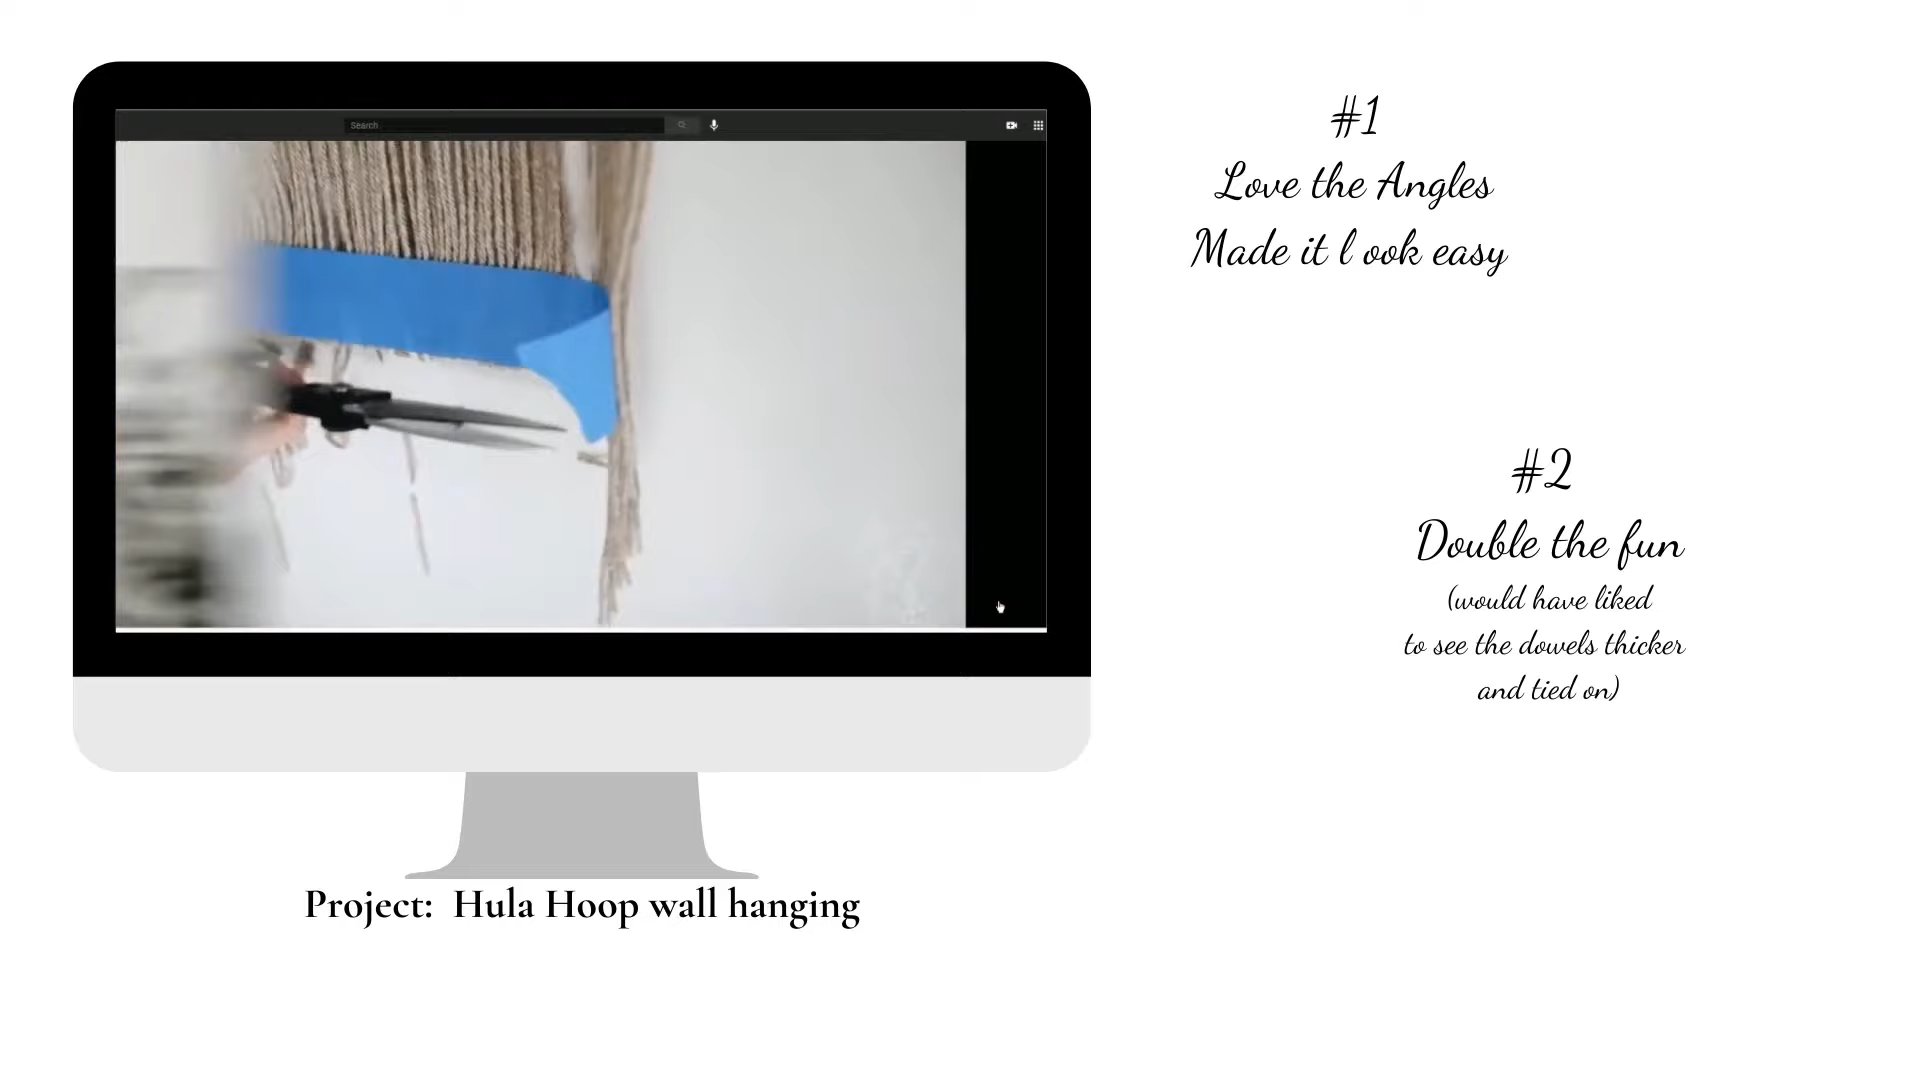 Search
#1
Love the Angles
Made it l ook easy
#2
Double the fun
(would have liked
to see the dowels thicker
and tied on)
Project: Hula Hoop wall hanging